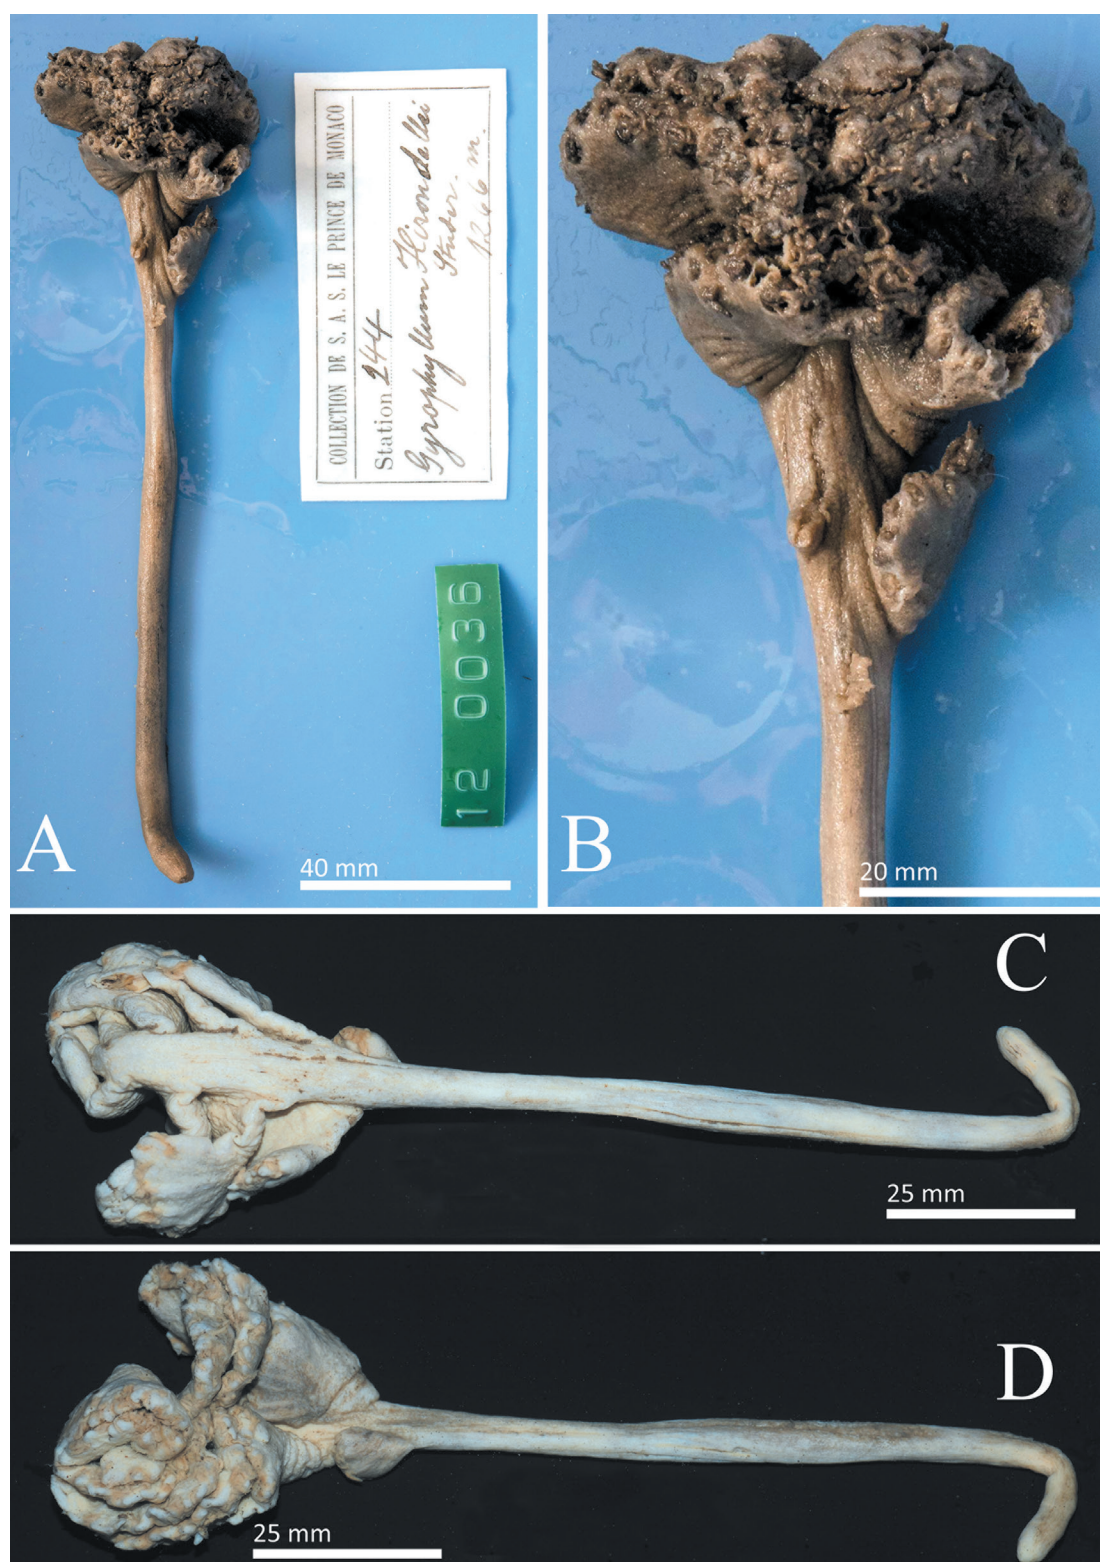 COLLECTION DE S. A. S. LE PRINCE DE MONACO
Station 244
Gyrophyllum Hirondellei
Studer.
1266 m.
12 0036
A
40 mm
B
20 mm
C
25 mm
D
25 mm